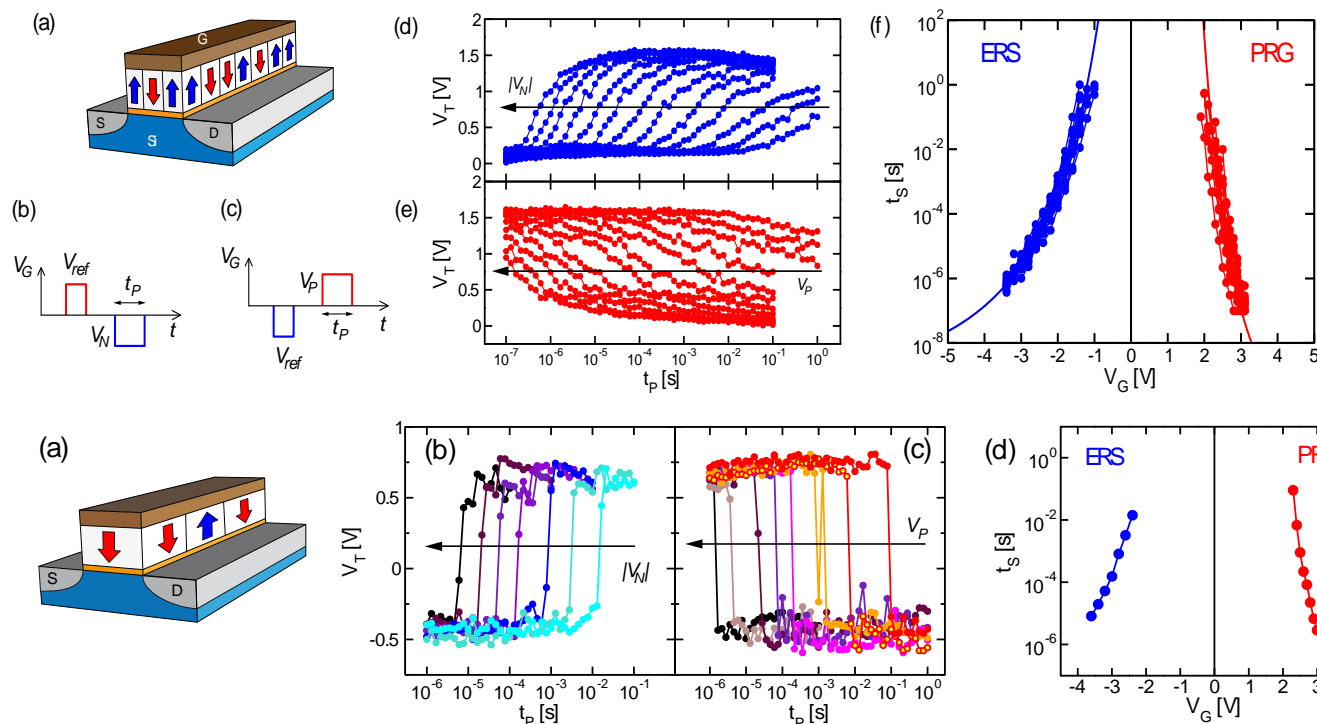 (a)
G
S
D
Si
(b)
V_G
V_ref
t_P
V_N
t
(c)
V_G
V_P
t_P
t
V_ref
(d)
2
1.5
1
0.5
0
V_T [V]
|V_N|
(e)
2
1.5
1
0.5
0
V_T [V]
V_P
10^-7 10^-6 10^-5 10^-4 10^-3 10^-2 10^-1 10^0
t_P [s]
(f)
10^2
10^0
10^-2
10^-4
10^-6
10^-8
t_S [s]
ERS
PRG
-5 -4 -3 -2 -1 0 1 2 3 4 5
V_G [V]
(a)
S
D
(b)
1
0.5
0
-0.5
V_T [V]
|V_N|
10^-6 10^-5 10^-4 10^-3 10^-2 10^-1
t_P [s]
(c)
V_P
10^-6 10^-5 10^-4 10^-3 10^-2 10^-1 10^0
t_P [s]
(d)
10^0
10^-2
10^-4
10^-6
t_S [s]
ERS
PR
-4 -3 -2 -1 0 1 2 3
V_G [V]